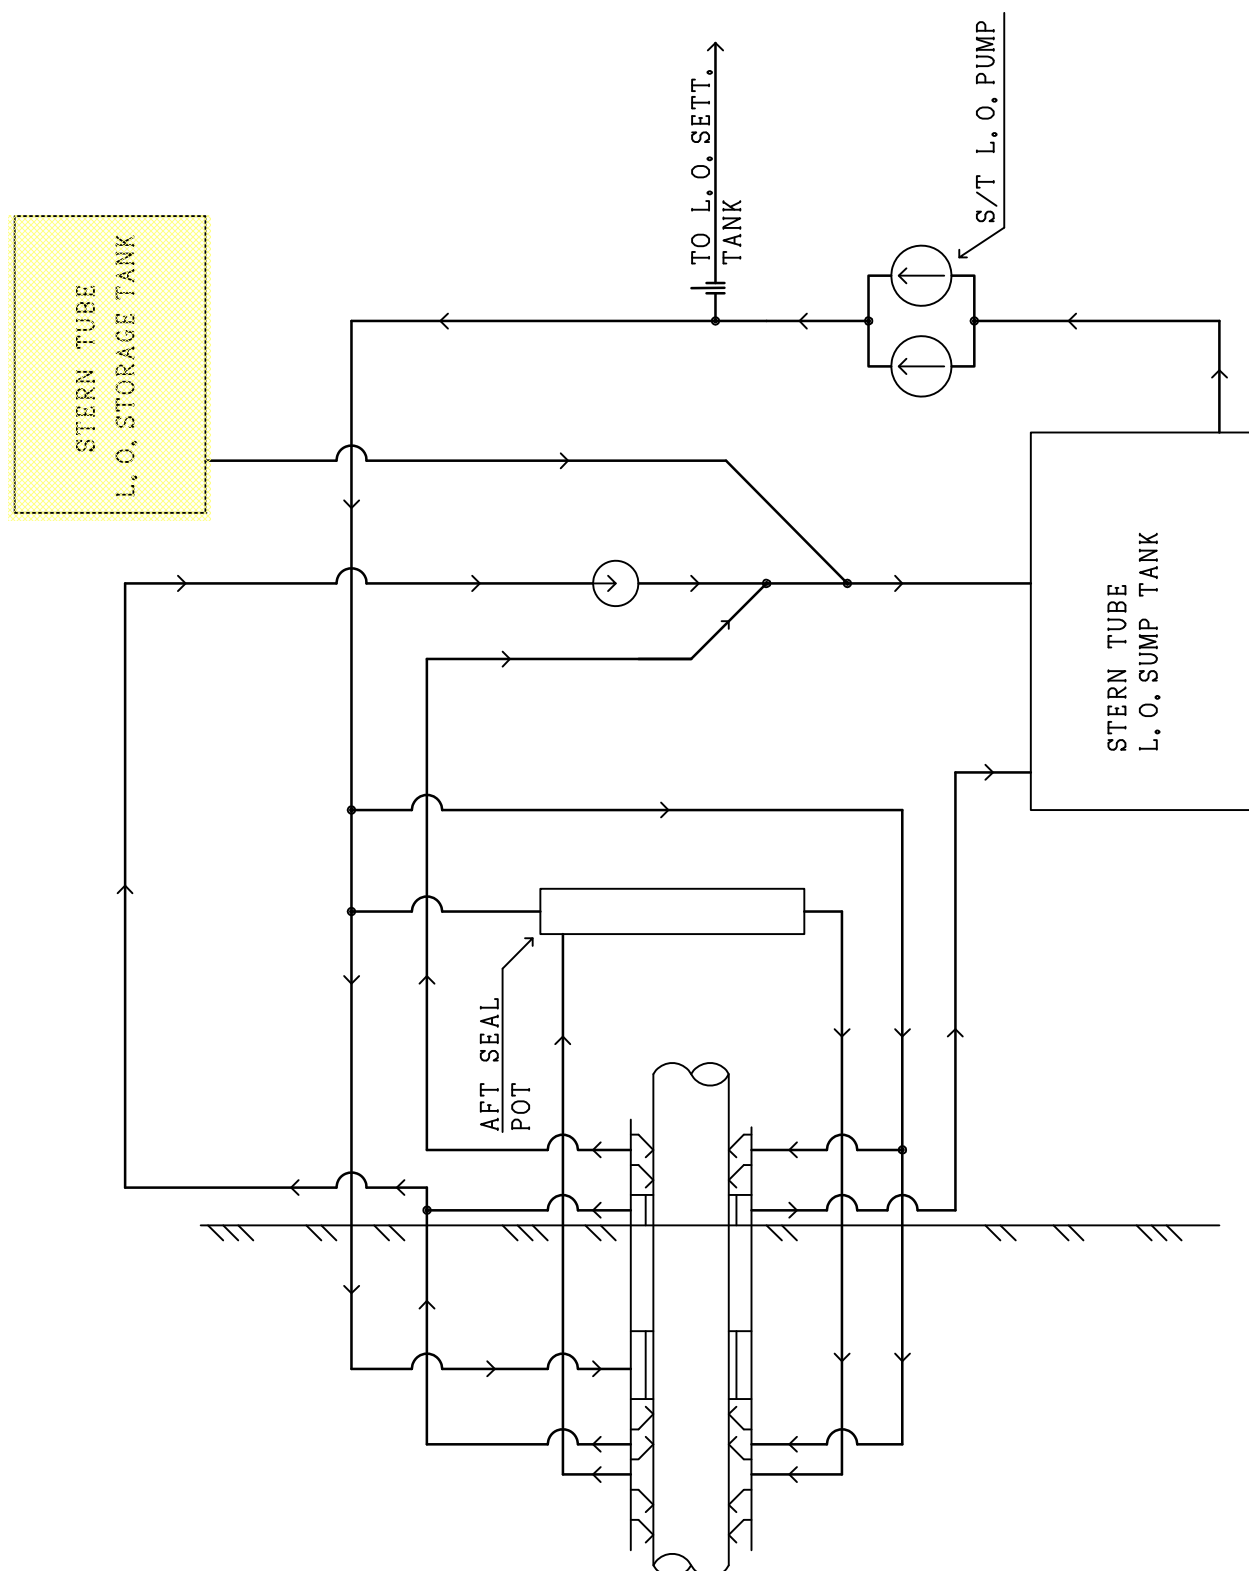 STERN TUBE
L.O. STORAGE TANK
TO L.O. SETT.
TANK
S/T L.O. PUMP
STERN TUBE
L.O. SUMP TANK
AFT SEAL
POT